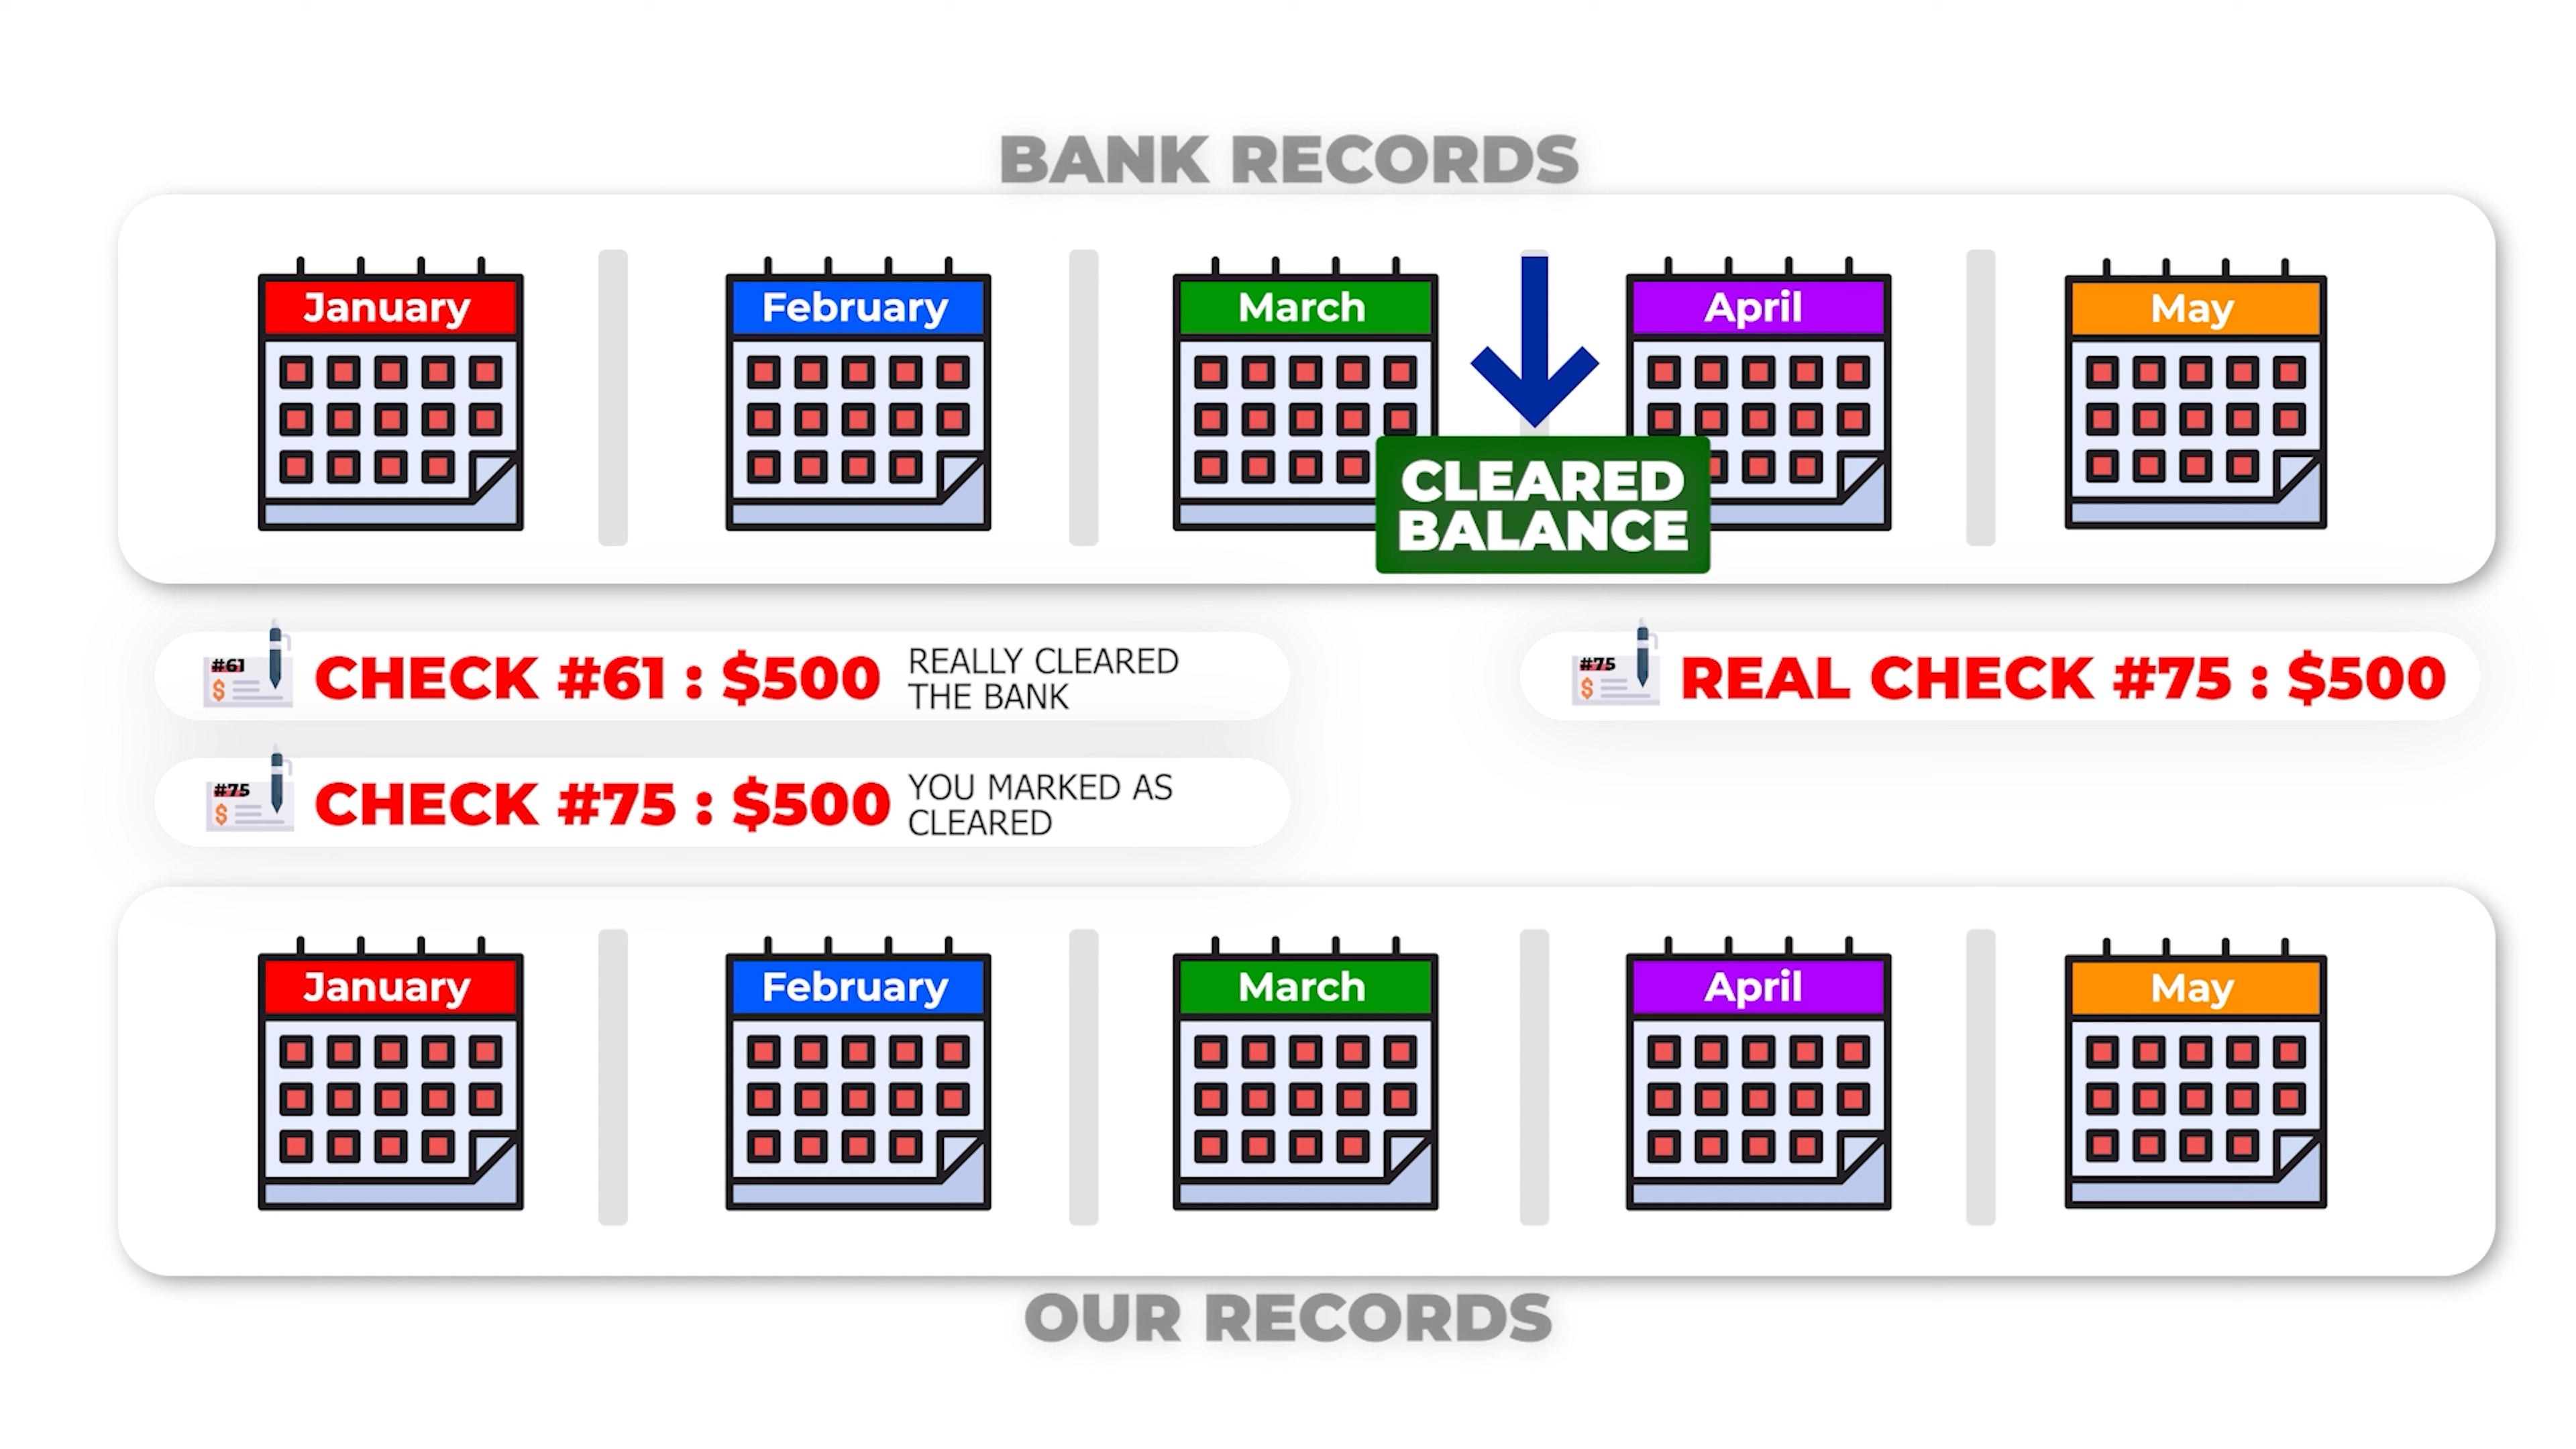 BANK RECORDS
January
February
March
April
May
CLEARED
BALANCE
#61
CHECK #61 : $500
REALLY CLEARED
THE BANK
#75
REAL CHECK #75 : $500
#75
CHECK #75 : $500
YOU MARKED AS
CLEARED
January
February
March
April
May
OUR RECORDS